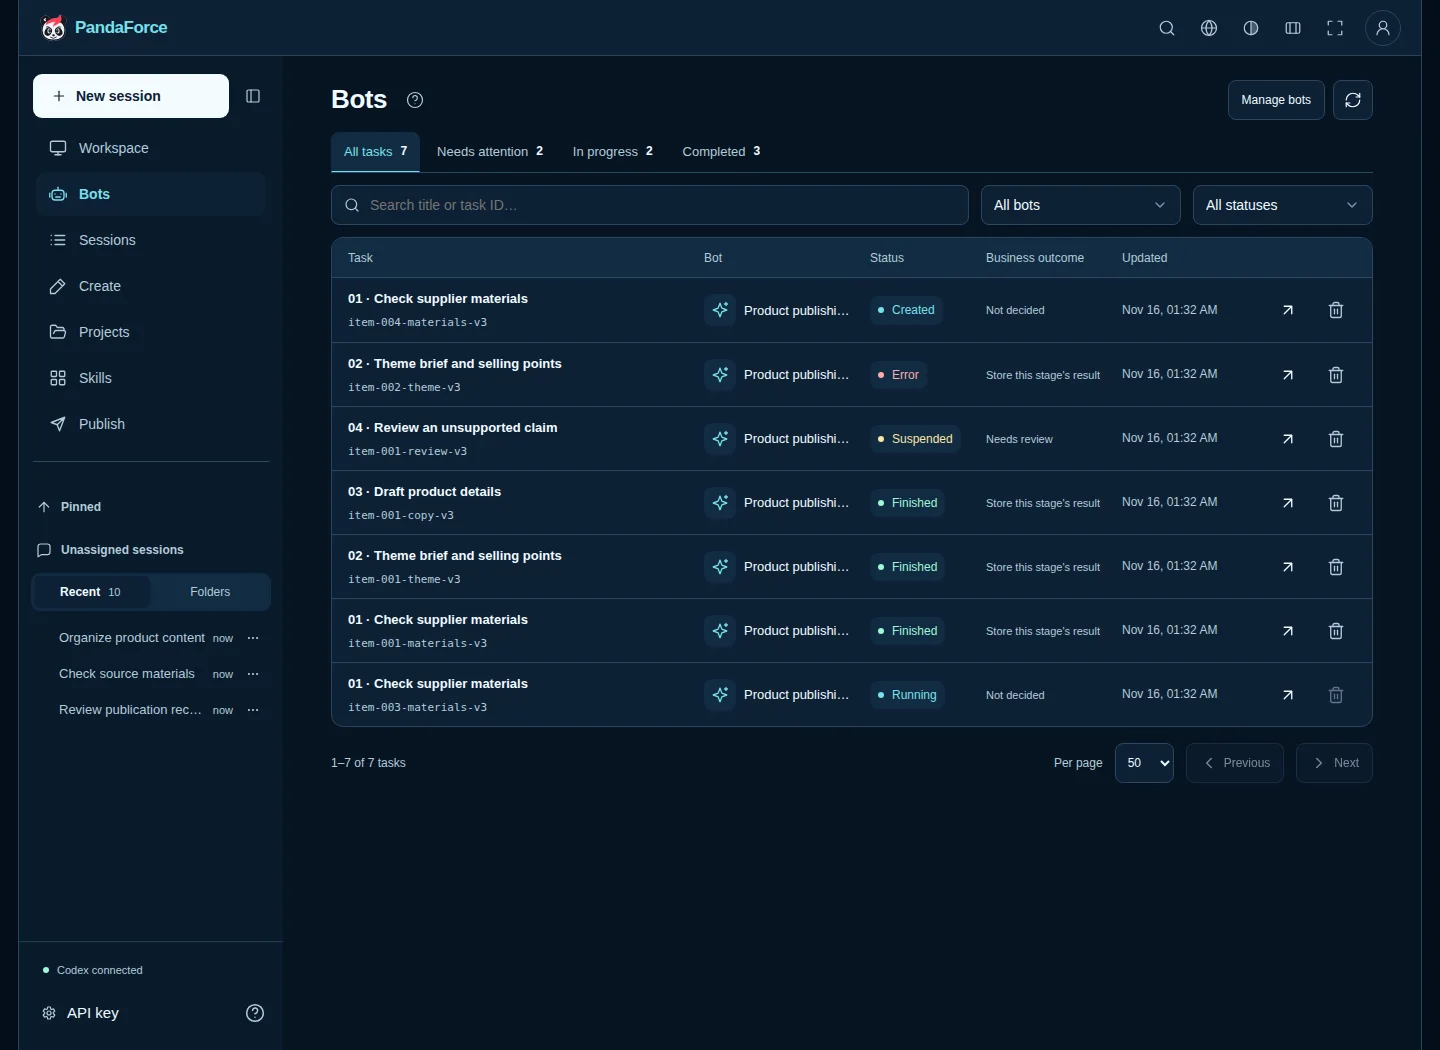 PandaForce
New session
Workspace
Bots
Sessions
Create
Projects
Skills
Publish
Pinned
Unassigned sessions
Recent 10 Folders
Organize product content now
Check source materials now
Review publication rec… now
Codex connected
API key
Bots
Manage bots
All tasks 7 Needs attention 2 In progress 2 Completed 3
Search title or task ID…
All bots
All statuses
Task Bot Status Business outcome Updated
01 · Check supplier materials
item-004-materials-v3
Product publishi… Created Not decided Nov 16, 01:32 AM
02 · Theme brief and selling points
item-002-theme-v3
Product publishi… Error Store this stage's result Nov 16, 01:32 AM
04 · Review an unsupported claim
item-001-review-v3
Product publishi… Suspended Needs review Nov 16, 01:32 AM
03 · Draft product details
item-001-copy-v3
Product publishi… Finished Store this stage's result Nov 16, 01:32 AM
02 · Theme brief and selling points
item-001-theme-v3
Product publishi… Finished Store this stage's result Nov 16, 01:32 AM
01 · Check supplier materials
item-001-materials-v3
Product publishi… Finished Store this stage's result Nov 16, 01:32 AM
01 · Check supplier materials
item-003-materials-v3
Product publishi… Running Not decided Nov 16, 01:32 AM
1–7 of 7 tasks
Per page 50 Previous Next